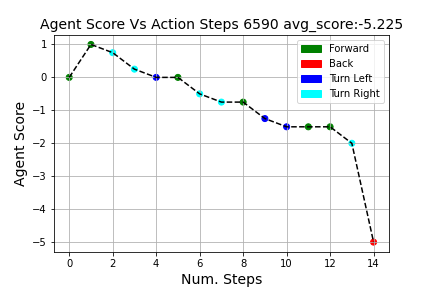 Agent Score Vs Action Steps 6590 avg_score:-5.225
1
0
−1
−2
−3
−4
−5
Agent Score
Forward
Back
Turn Left
Turn Right
0 2 4 6 8 10 12 14
Num. Steps